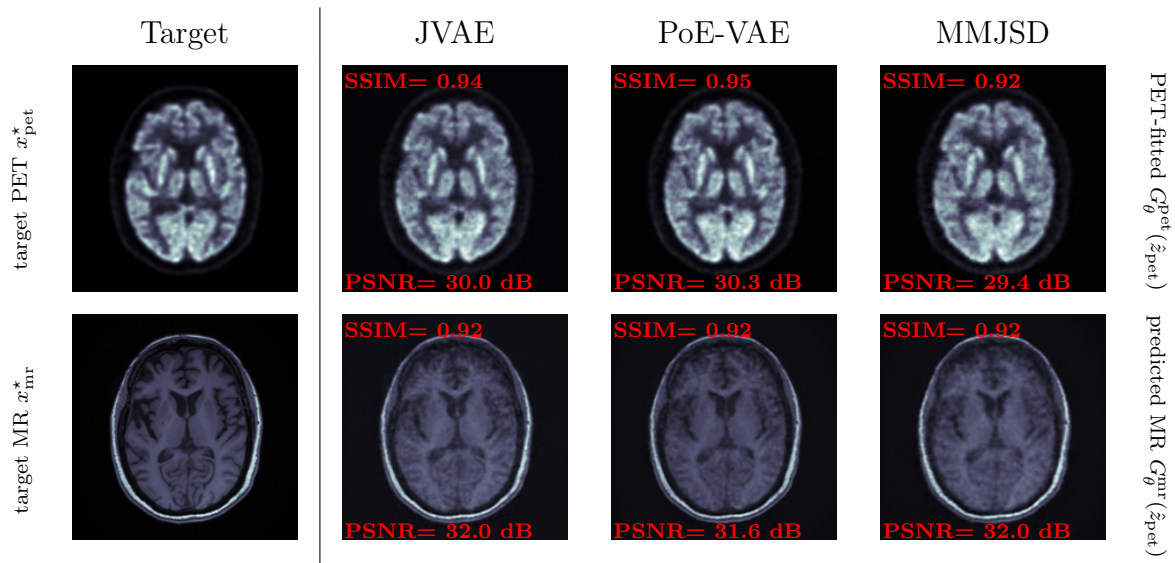 Target JVAE PoE-VAE MMJSD
target PET x⋆pet
SSIM= 0.94 SSIM= 0.95 SSIM= 0.92
PSNR= 30.0 dB PSNR= 30.3 dB PSNR= 29.4 dB
PET-fitted Gθpet(ẑpet)
target MR x⋆mr
SSIM= 0.92 SSIM= 0.92 SSIM= 0.92
PSNR= 32.0 dB PSNR= 31.6 dB PSNR= 32.0 dB
predicted MR Gθmr(ẑpet)